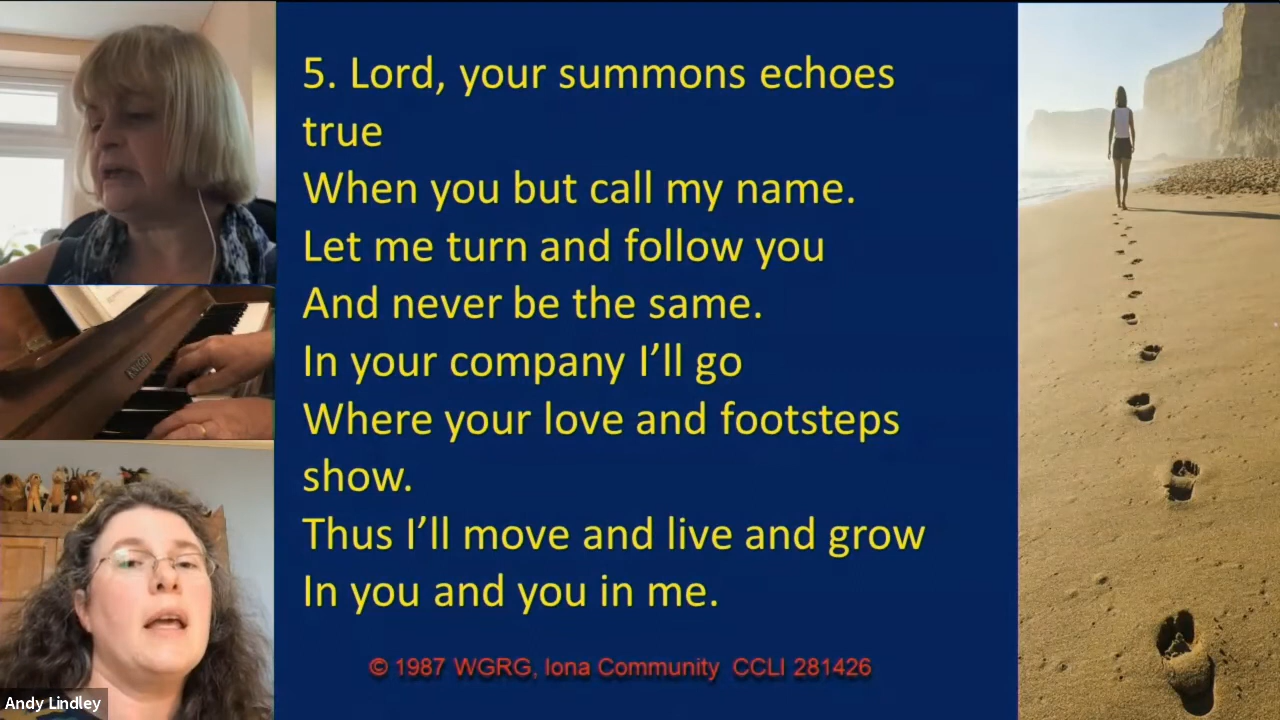 5. Lord, your summons echoes
true
When you but call my name.
Let me turn and follow you
And never be the same.
In your company I’ll go
Where your love and footsteps
show.
Thus I’ll move and live and grow
In you and you in me.
© 1987 WGRG, Iona Community CCLI 281426
KNIGHT
Andy Lindley